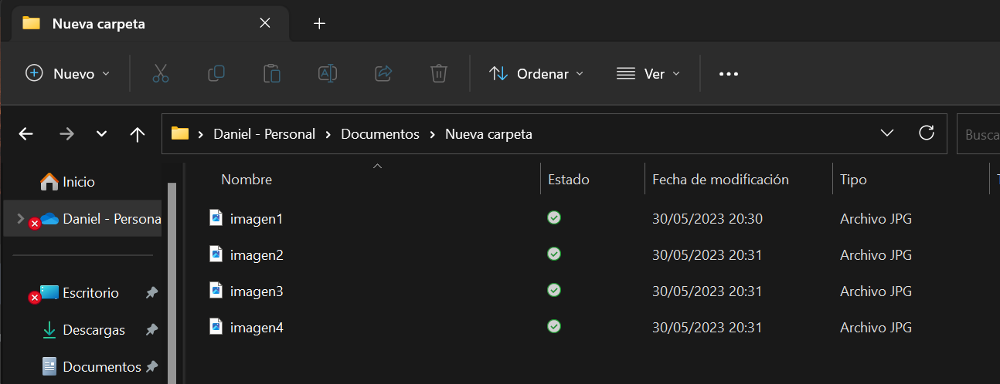 Nueva carpeta
Nuevo
Ordenar
Ver
Daniel - Personal > Documentos > Nueva carpeta
Busca
Inicio
Daniel - Persona
Escritorio
Descargas
Documentos
Nombre Estado Fecha de modificación Tipo T
imagen1 30/05/2023 20:30 Archivo JPG
imagen2 30/05/2023 20:31 Archivo JPG
imagen3 30/05/2023 20:31 Archivo JPG
imagen4 30/05/2023 20:31 Archivo JPG